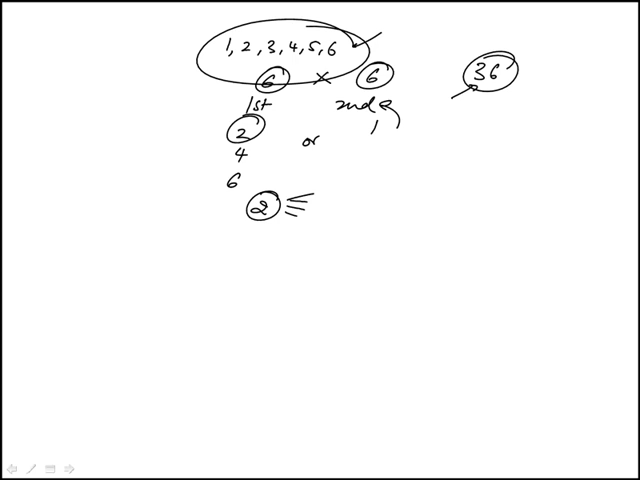 1, 2, 3, 4, 5, 6
6 × 6 36
1st 2nd
2 or 1
4
6
2